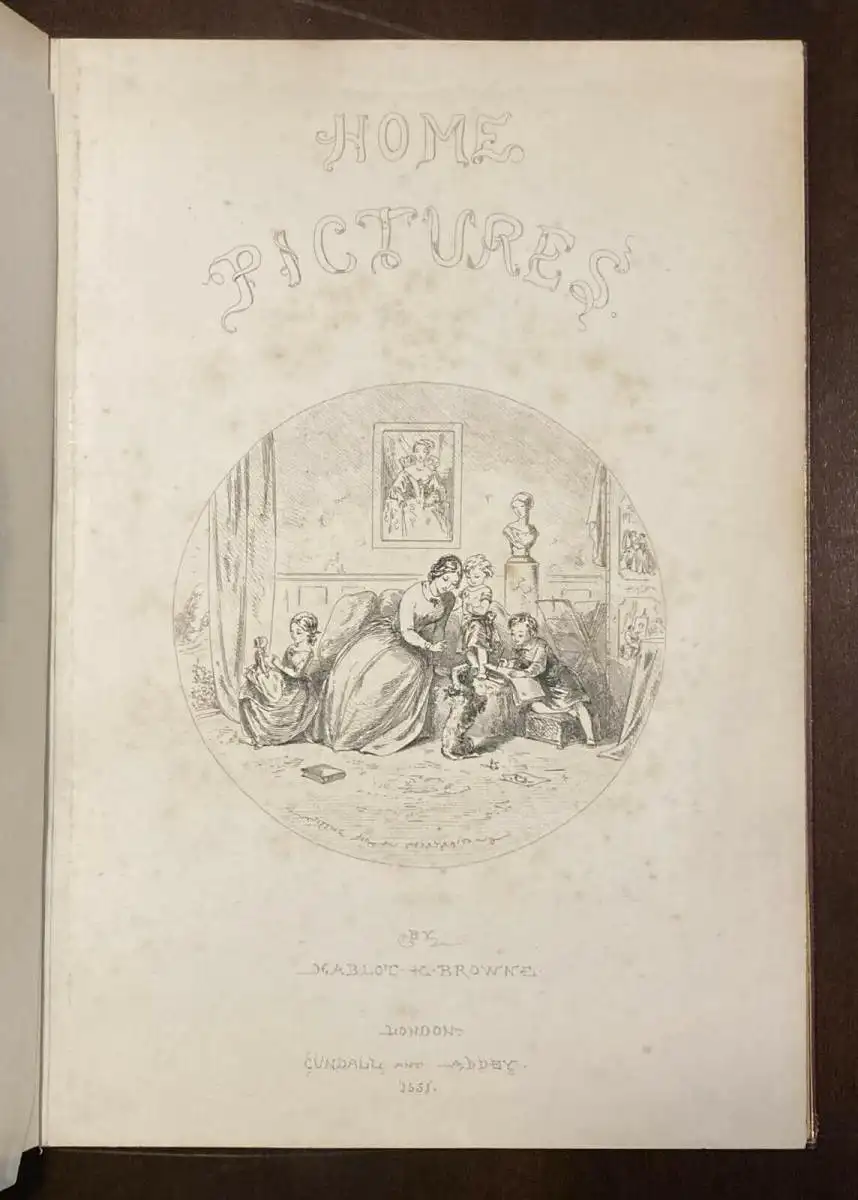 HOME
PICTURES.
BY
HABLOT·K·BROWNE·
LONDON
CUNDALL AND ADDEY·
1851.